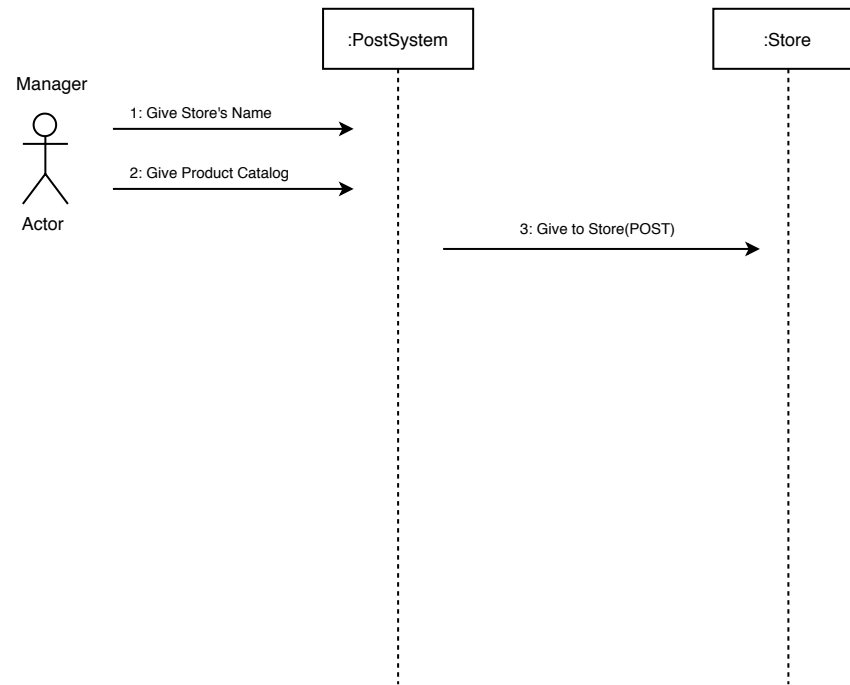 :PostSystem
:Store
Manager
1: Give Store's Name
2: Give Product Catalog
Actor
3: Give to Store(POST)